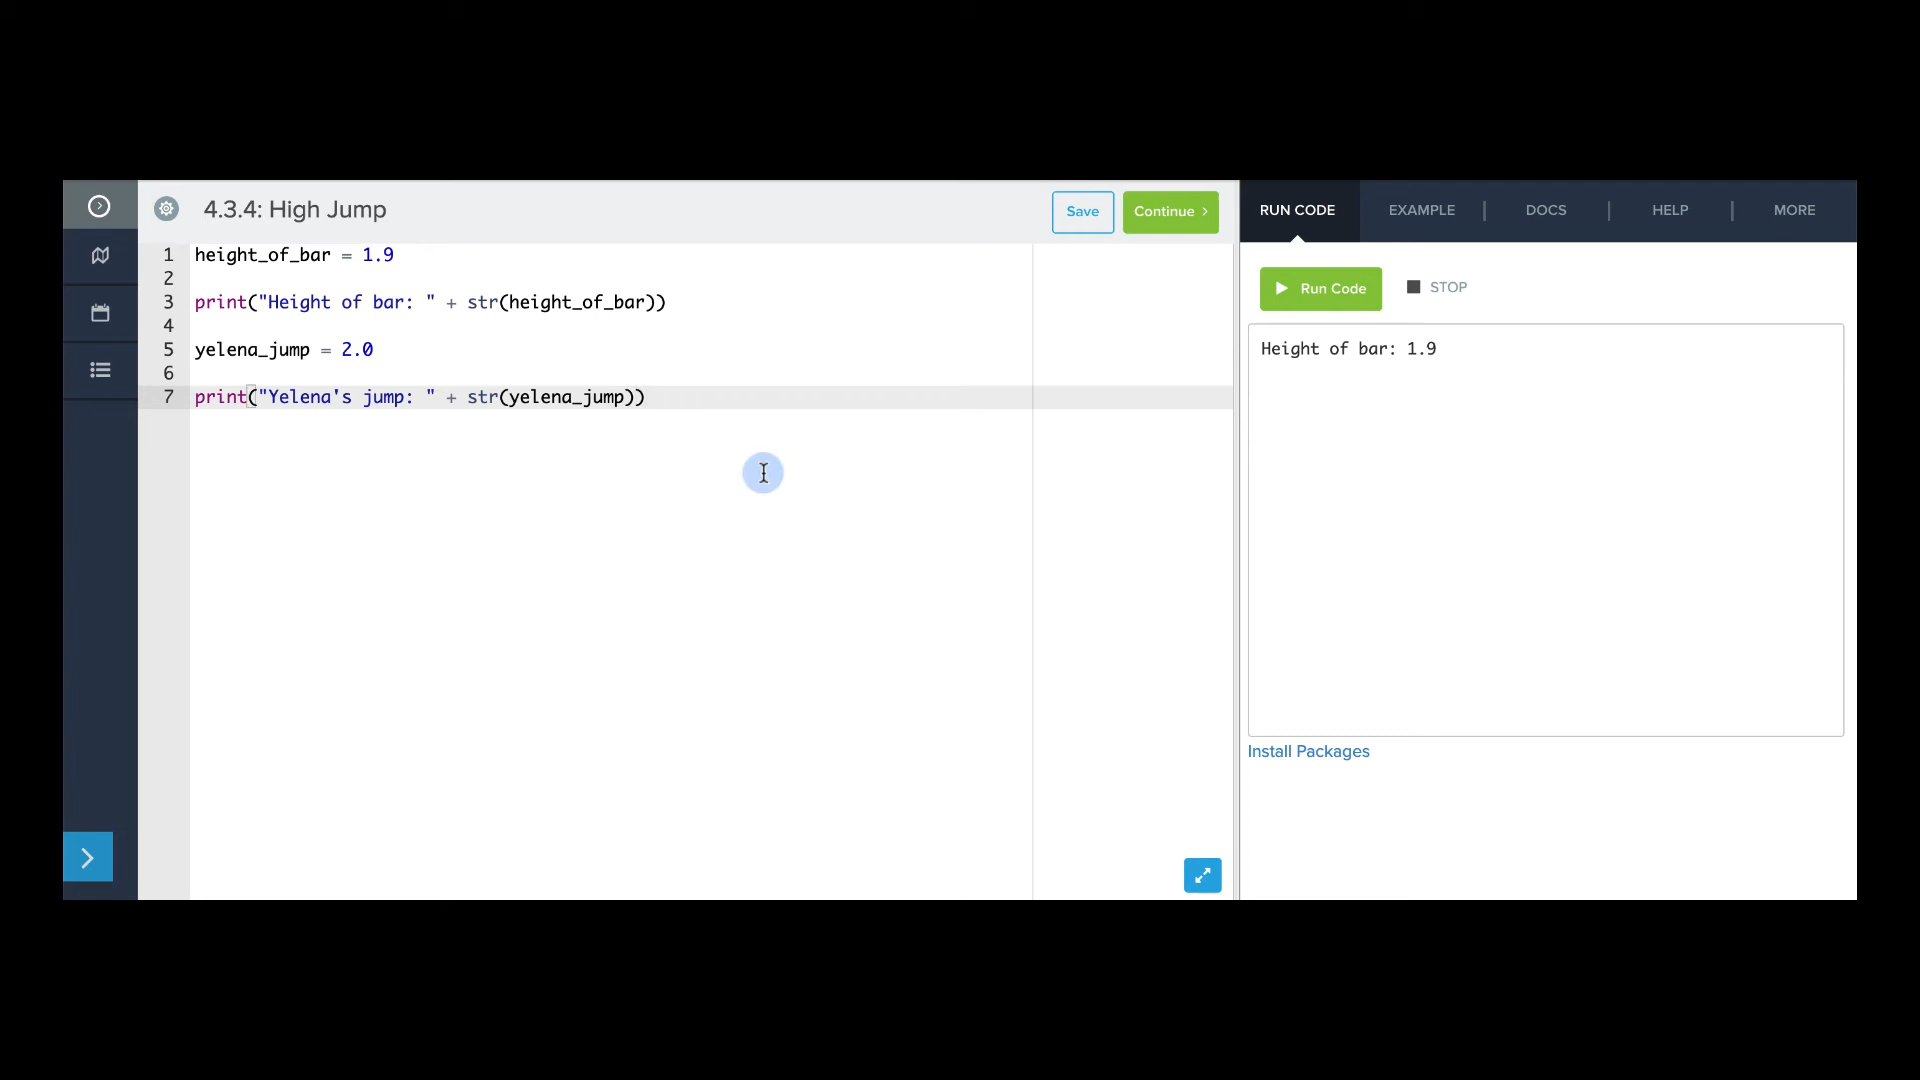 4.3.4: High Jump
Save
Continue
RUN CODE
EXAMPLE
DOCS
HELP
MORE
1 height_of_bar = 1.9
2
3 print("Height of bar: " + str(height_of_bar))
4
5 yelena_jump = 2.0
6
7 print("Yelena's jump: " + str(yelena_jump))
Run Code
STOP
Height of bar: 1.9
Install Packages